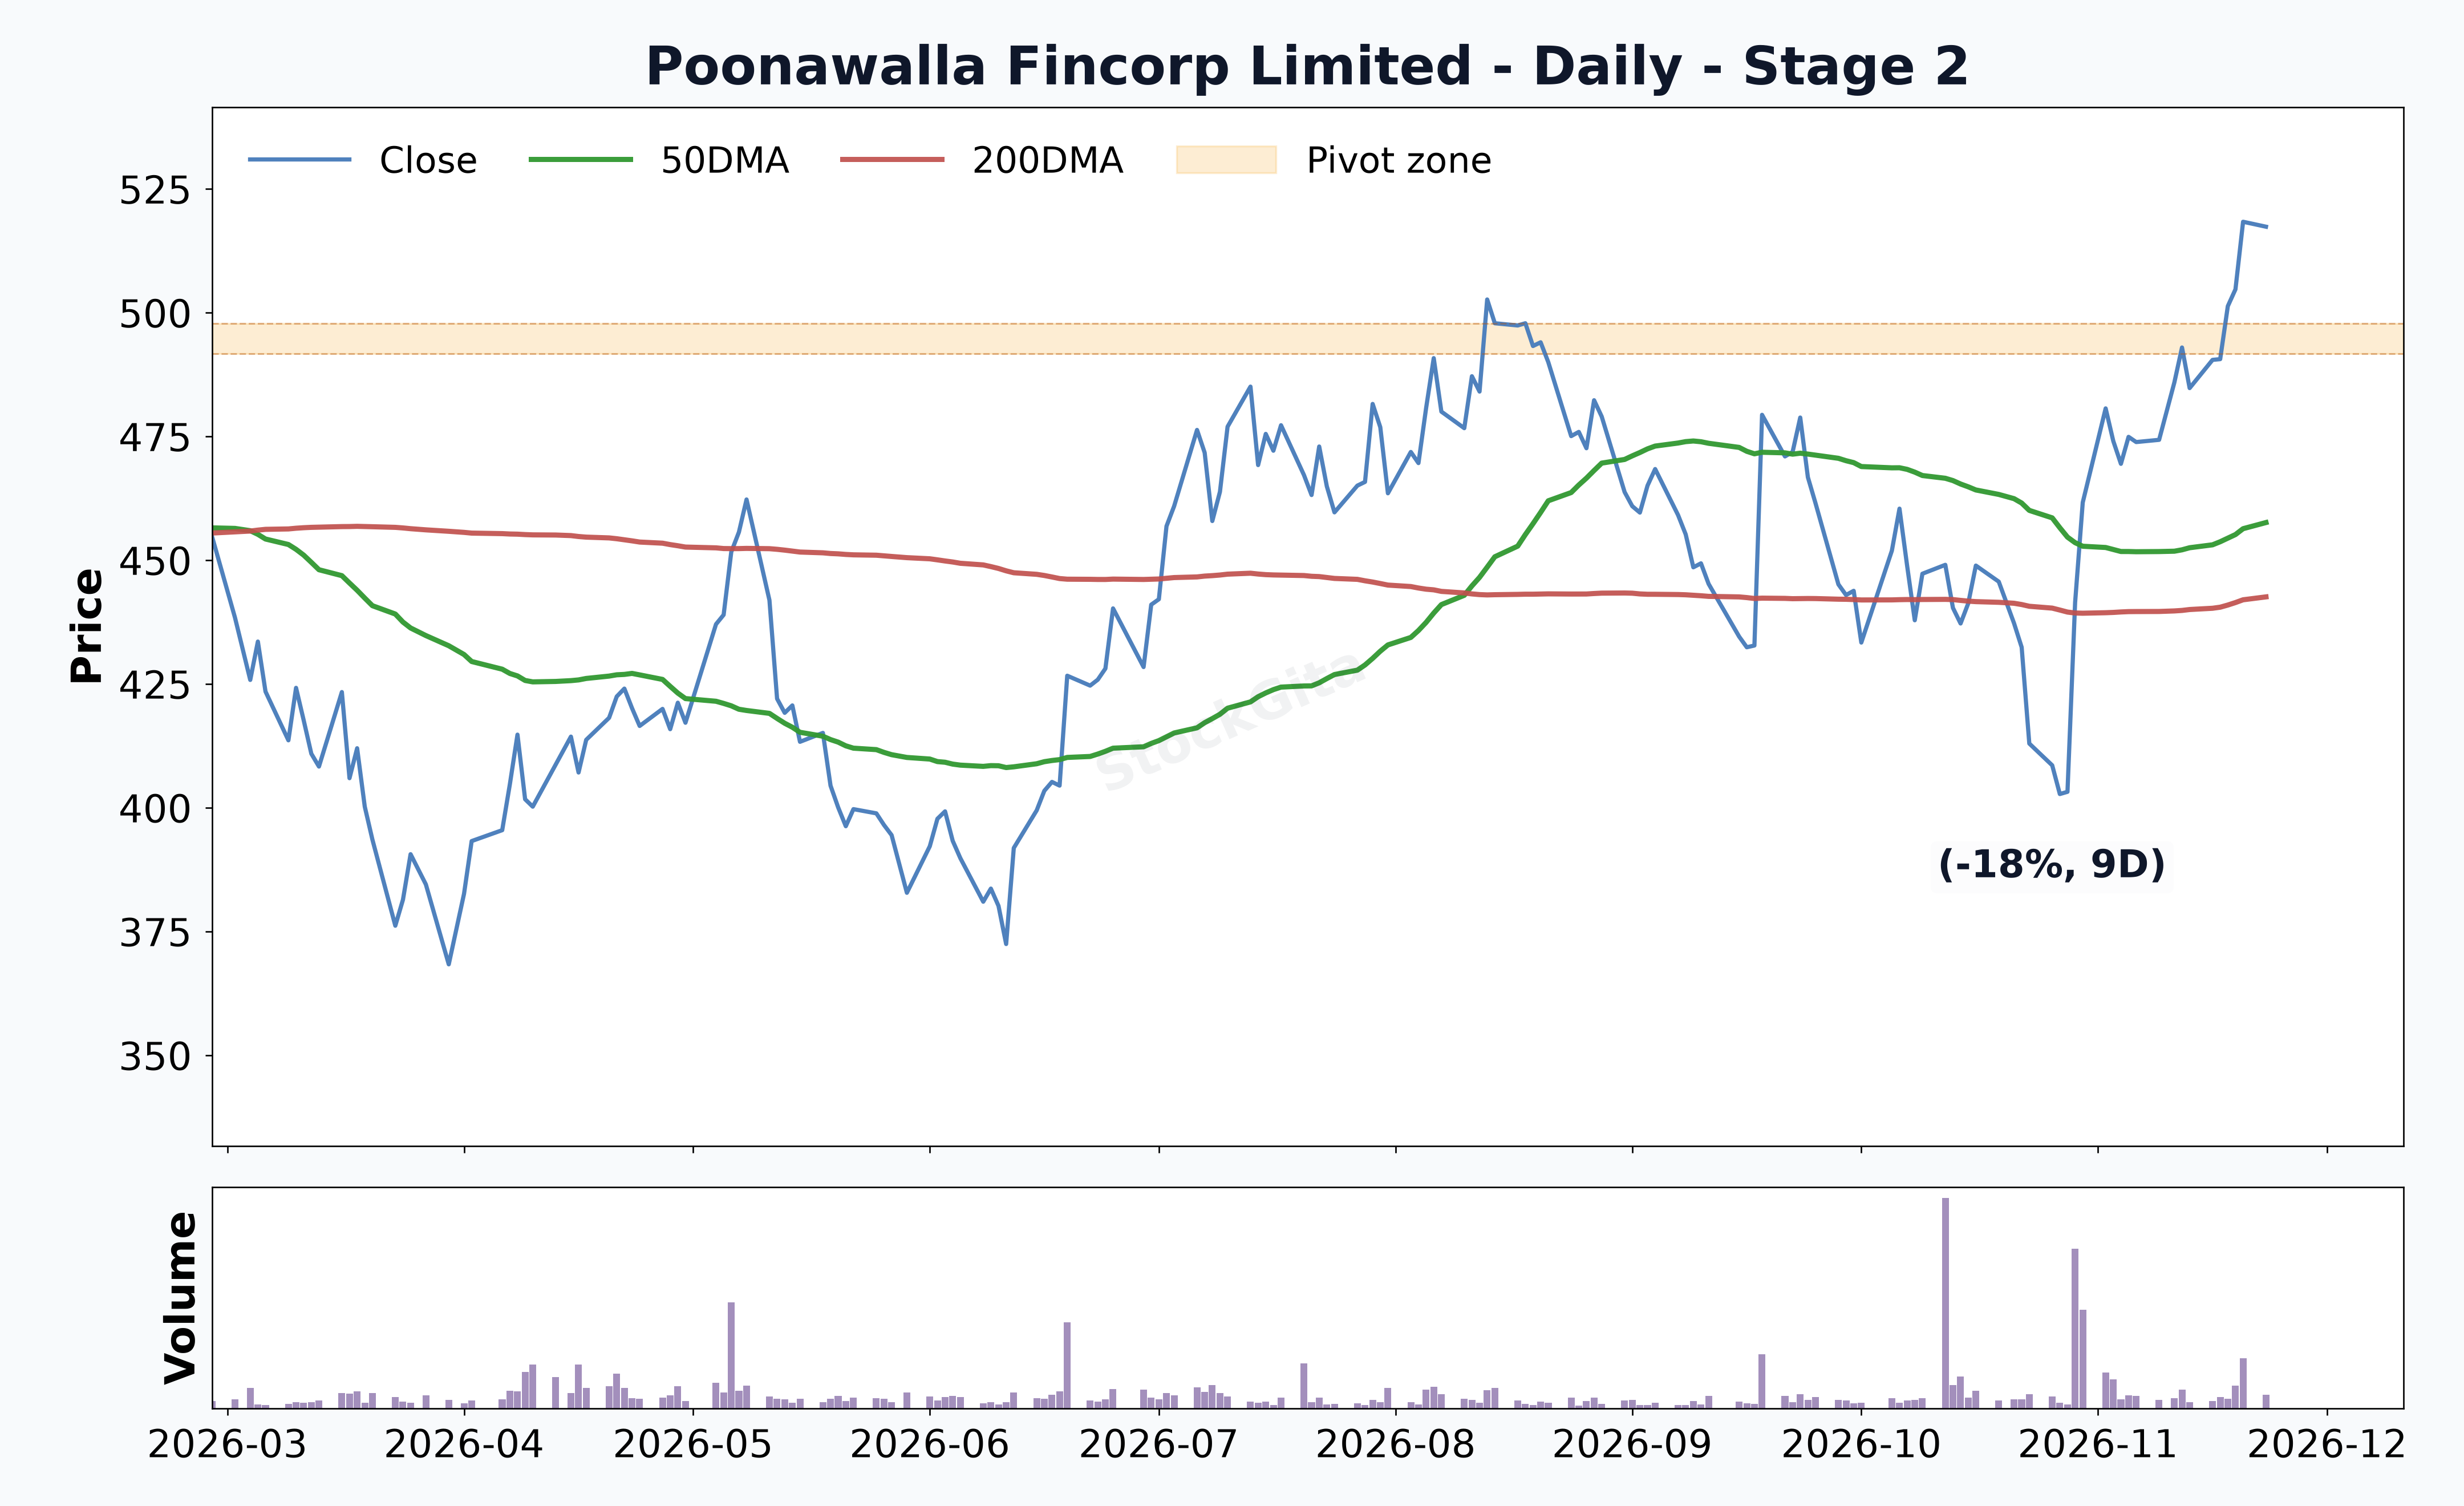 Poonawalla Fincorp Limited - Daily - Stage 2
Close 50DMA 200DMA Pivot zone
Price
525
500
475
450
425
400
375
350
StockGita
(-18%, 9D)
Volume
2026-03 2026-04 2026-05 2026-06 2026-07 2026-08 2026-09 2026-10 2026-11 2026-12